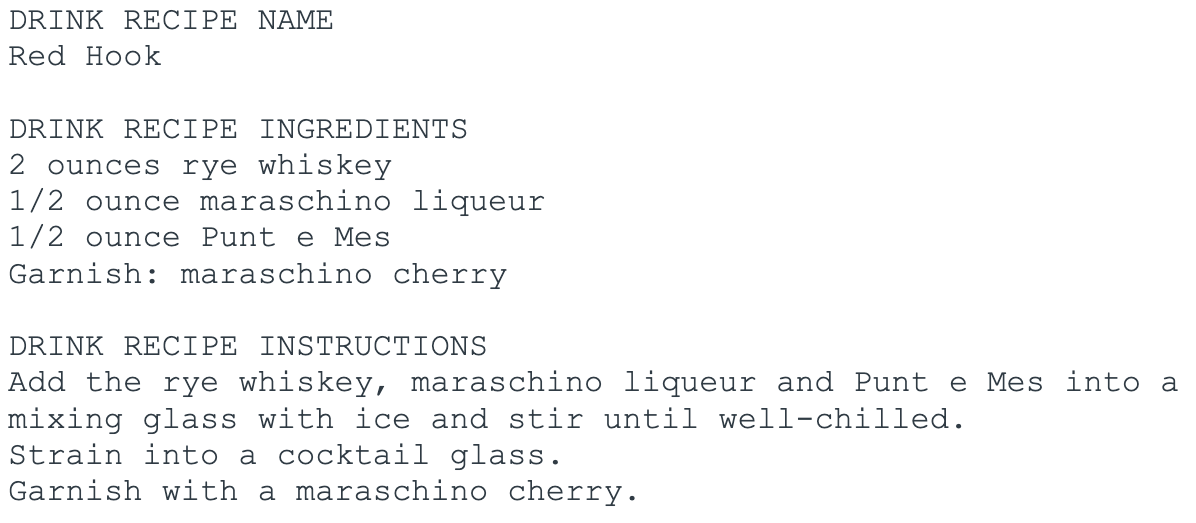 DRINK RECIPE NAME
Red Hook
DRINK RECIPE INGREDIENTS
2 ounces rye whiskey
1/2 ounce maraschino liqueur
1/2 ounce Punt e Mes
Garnish: maraschino cherry
DRINK RECIPE INSTRUCTIONS
Add the rye whiskey, maraschino liqueur and Punt e Mes into a
mixing glass with ice and stir until well-chilled.
Strain into a cocktail glass.
Garnish with a maraschino cherry.